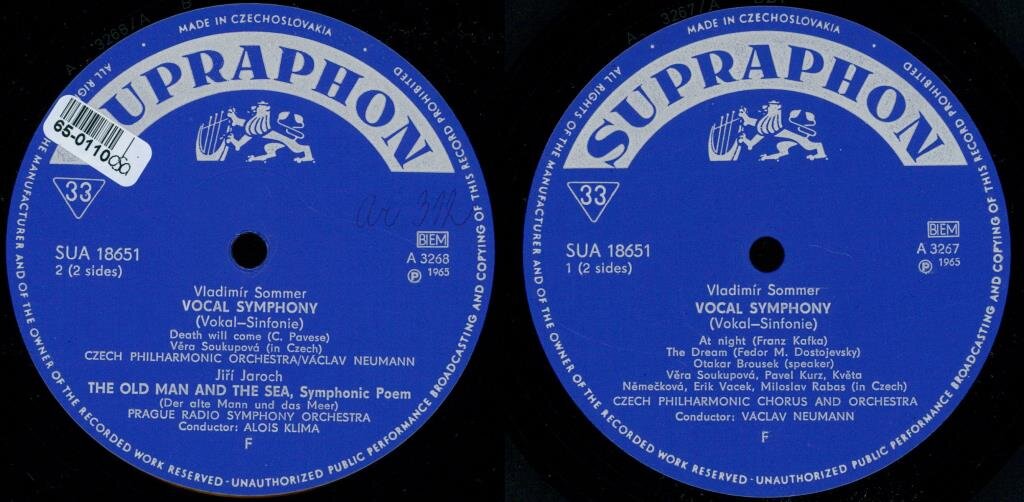 A 3268/A
· MADE IN CZECHOSLOVAKIA ·
ALL RIGHTS OF THE MANUFACTURER AND OF THE OWNER OF THE RECORDED WORK RESERVED - UNAUTHORIZED PUBLIC PERFORMANCE BROADCASTING AND COPYING OF THIS RECORD PROHIBITED
SUPRAPHON
65-0110
33
SUA 18651
2 (2 sides)
BIEM
A 3268
Ⓟ 1965
Vladimír Sommer
VOCAL SYMPHONY
(Vokal—Sinfonie)
Death will come (C. Pavese)
Věra Soukupová (in Czech)
CZECH PHILHARMONIC ORCHESTRA/VÁCLAV NEUMANN
Jiří Jaroch
THE OLD MAN AND THE SEA, Symphonic Poem
(Der alte Mann und das Meer)
PRAGUE RADIO SYMPHONY ORCHESTRA
Conductor: ALOIS KLIMA
F
3267/A
· MADE IN CZECHOSLOVAKIA ·
ALL RIGHTS OF THE MANUFACTURER AND OF THE OWNER OF THE RECORDED WORK RESERVED - UNAUTHORIZED PUBLIC PERFORMANCE BROADCASTING AND COPYING OF THIS RECORD PROHIBITED
SUPRAPHON
33
SUA 18651
1 (2 sides)
BIEM
A 3267
Ⓟ 1965
Vladimír Sommer
VOCAL SYMPHONY
(Vokal—Sinfonie)
At night (Franz Kafka)
The Dream (Fedor M. Dostojevsky)
Otakar Brousek (speaker)
Věra Soukupová, Pavel Kurz, Květa
Němečková, Erik Vacek, Miloslav Rabas (in Czech)
CZECH PHILHARMONIC CHORUS AND ORCHESTRA
Conductor: VÁCLAV NEUMANN
F